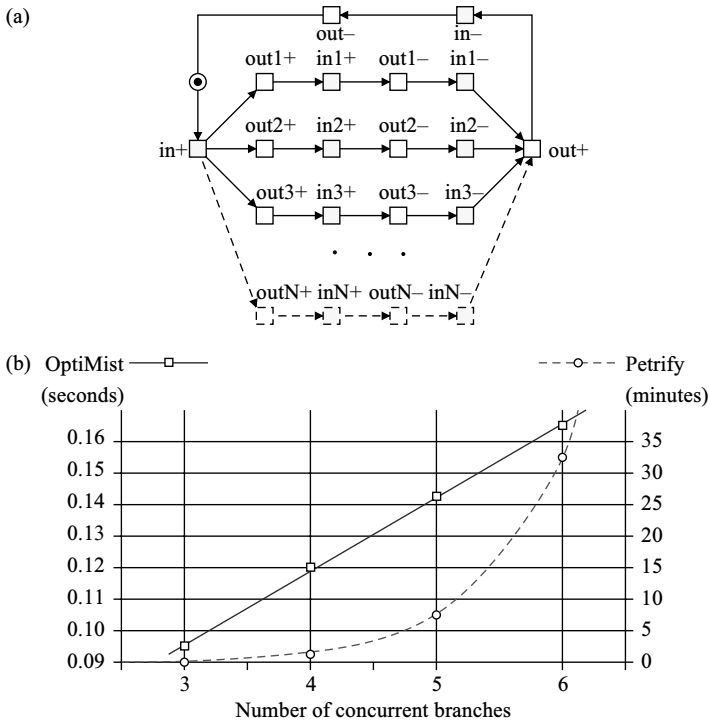 (a)
out– in–
out1+ in1+ out1– in1–
out2+ in2+ out2– in2–
in+ out+
out3+ in3+ out3– in3–
. . .
outN+ inN+ outN– inN–
(b) OptiMist Petrify
(seconds) (minutes)
0.16 35
0.15 30
0.14 25
0.13 20
0.12 15
0.11 10
0.10 5
0.09 0
3 4 5 6
Number of concurrent branches